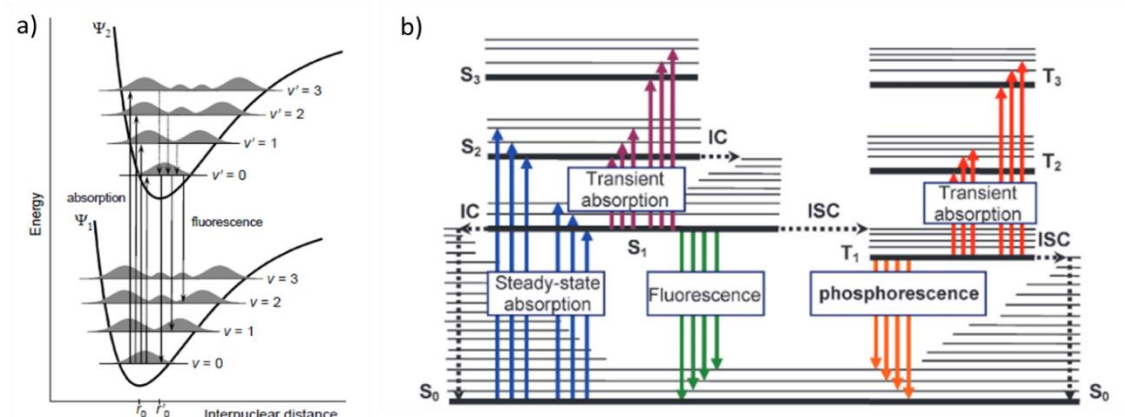 a)
Ψ2
v' = 3
v' = 2
v' = 1
v' = 0
Energy
absorption
fluorescence
Ψ1
v = 3
v = 2
v = 1
v = 0
r0 r'0
Internuclear distance
b)
S3
T3
S2
IC
T2
Transient
absorption
Transient
absorption
IC
ISC
S1
ISC
T1
Steady-state
absorption
Fluorescence
phosphorescence
S0
S0